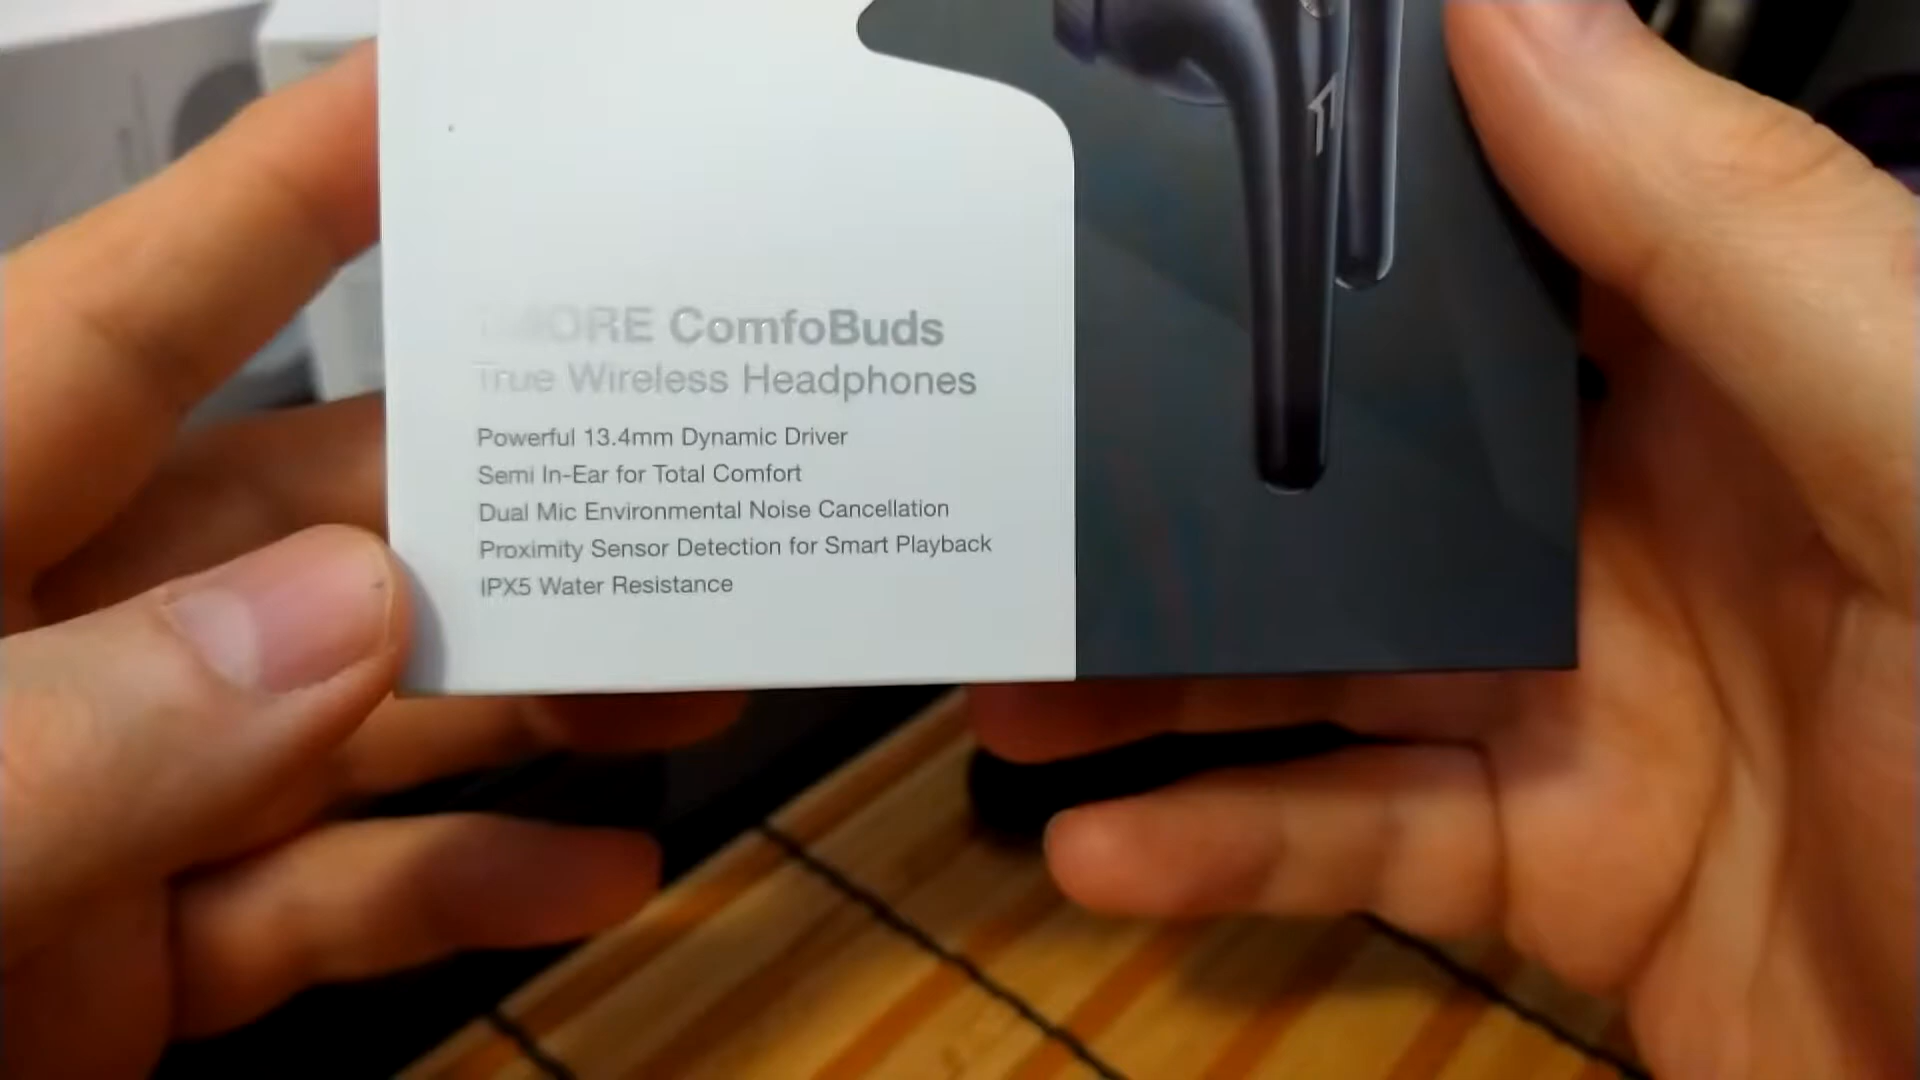 1MORE ComfoBuds
True Wireless Headphones
Powerful 13.4mm Dynamic Driver
Semi In-Ear for Total Comfort
Dual Mic Environmental Noise Cancellation
Proximity Sensor Detection for Smart Playback
IPX5 Water Resistance